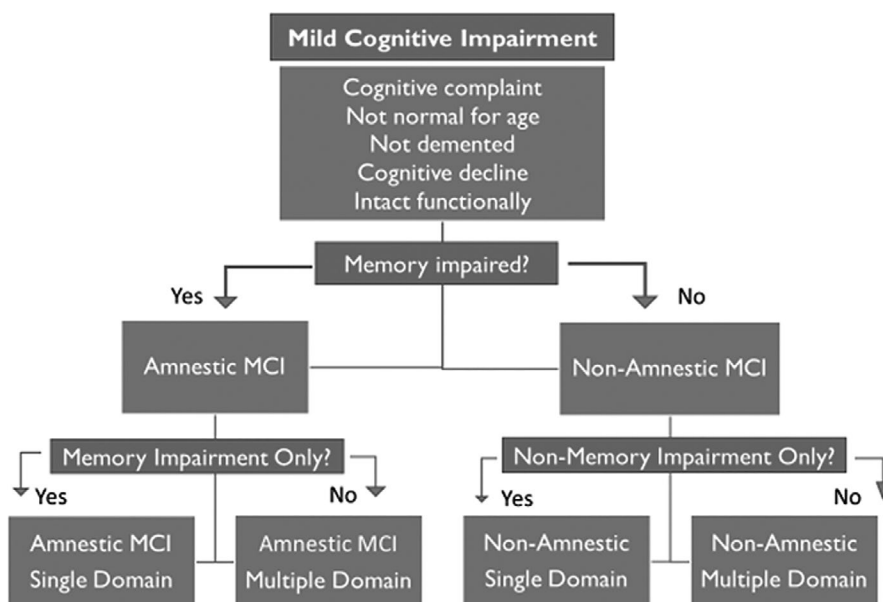 Mild Cognitive Impairment
Cognitive complaint
Not normal for age
Not demented
Cognitive decline
Intact functionally
Memory impaired?
Yes
No
Amnestic MCI
Non-Amnestic MCI
Memory Impairment Only?
Non-Memory Impairment Only?
Yes
No
Yes
No
Amnestic MCI
Single Domain
Amnestic MCI
Multiple Domain
Non-Amnestic
Single Domain
Non-Amnestic
Multiple Domain